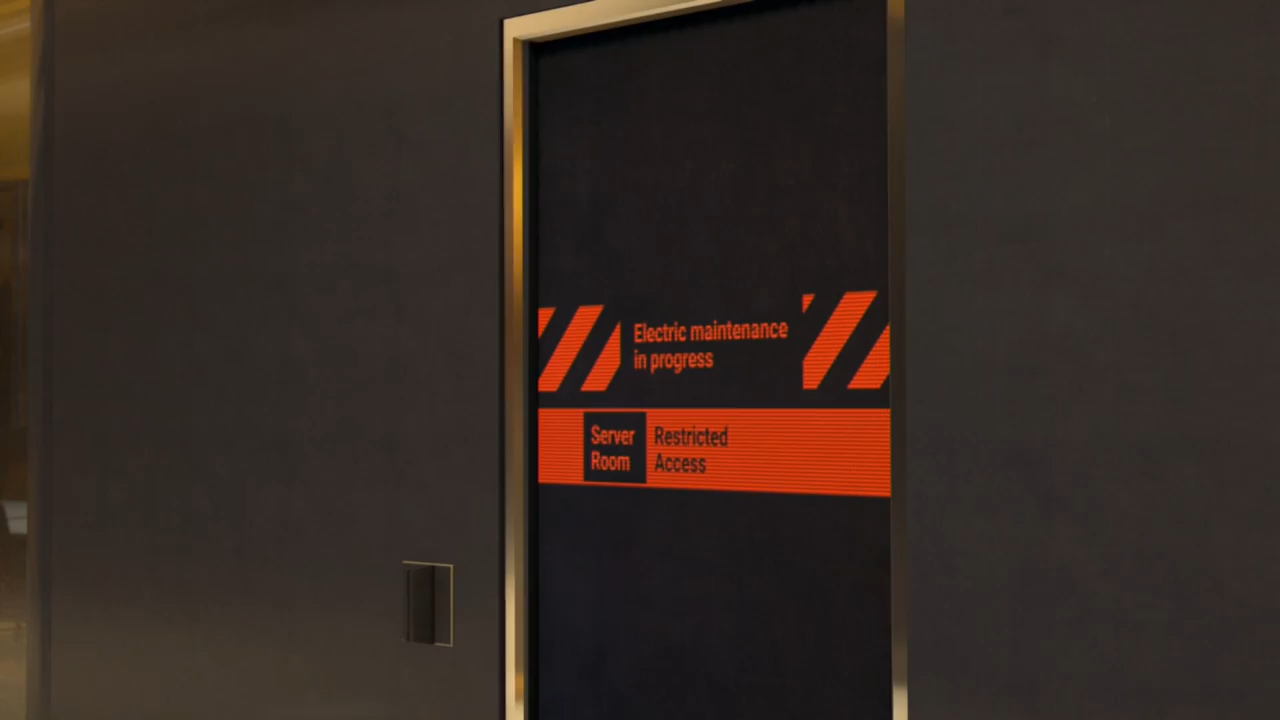 Electric maintenance
in progress
Server
Room
Restricted
Access